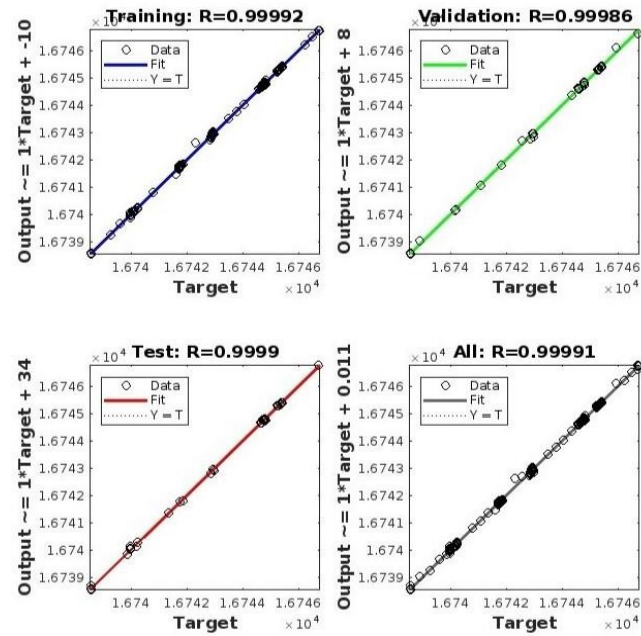 Training: R=0.99992
Output ~= 1*Target + -10
1.6746
1.6745
1.6744
1.6743
1.6742
1.6741
1.674
1.6739
Data
Fit
Y = T
1.674 1.6742 1.6744 1.6746
Target
×10⁴
Validation: R=0.99986
Output ~= 1*Target + 8
1.6746
1.6745
1.6744
1.6743
1.6742
1.6741
1.674
1.6739
Data
Fit
Y = T
1.674 1.6742 1.6744 1.6746
Target
×10⁴
×10⁴
Test: R=0.9999
Output ~= 1*Target + 34
1.6746
1.6745
1.6744
1.6743
1.6742
1.6741
1.674
1.6739
Data
Fit
Y = T
1.674 1.6742 1.6744 1.6746
Target
×10⁴
×10⁴
All: R=0.99991
Output ~= 1*Target + 0.011
1.6746
1.6745
1.6744
1.6743
1.6742
1.6741
1.674
1.6739
Data
Fit
Y = T
1.674 1.6742 1.6744 1.6746
Target
×10⁴